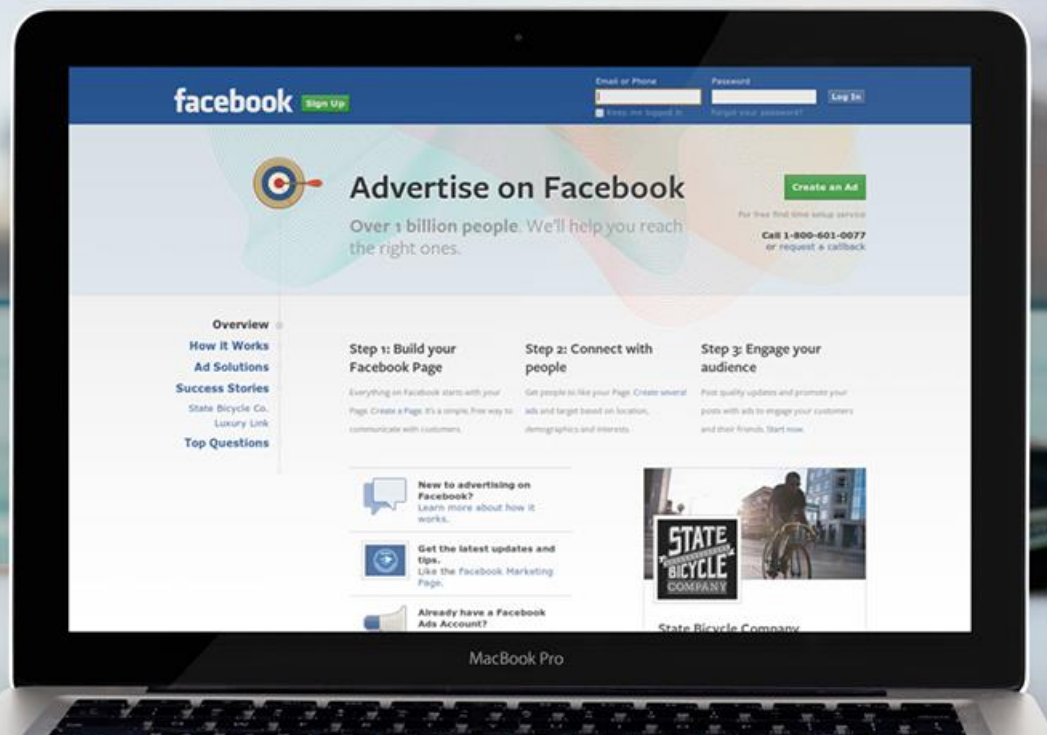 facebook Sign Up
Email or Phone
Password
Log In
Keep me logged in
Forgot your password?
Advertise on Facebook
Over 1 billion people. We'll help you reach
the right ones.
Create an Ad
For free first time setup service
Call 1-800-601-0077
or request a callback
Overview
How it Works
Ad Solutions
Success Stories
State Bicycle Co.
Luxury Link
Top Questions
Step 1: Build your
Facebook Page
Everything on Facebook starts with your
Page. Create a Page. It's a simple, free way to
communicate with customers.
Step 2: Connect with
people
Get people to like your Page. Create several
ads and target based on location,
demographics and interests.
Step 3: Engage your
audience
Post quality updates and promote your
posts with ads to engage your customers
and their friends. Start now.
New to advertising on
Facebook?
Learn more about how it
works.
Get the latest updates and
tips.
Like the Facebook Marketing
Page.
Already have a Facebook
Ads Account?
STATE
BICYCLE
COMPANY
State Bicycle Company
MacBook Pro